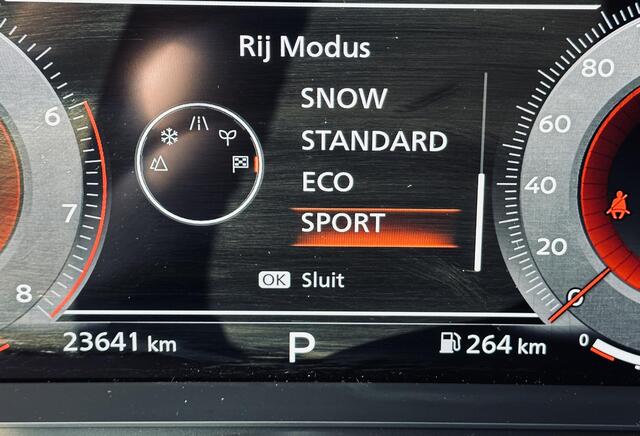 Rij Modus
SNOW
STANDARD
ECO
SPORT
OK Sluit
6
7
8
80
60
40
20
0
23641 km
P
264 km
0